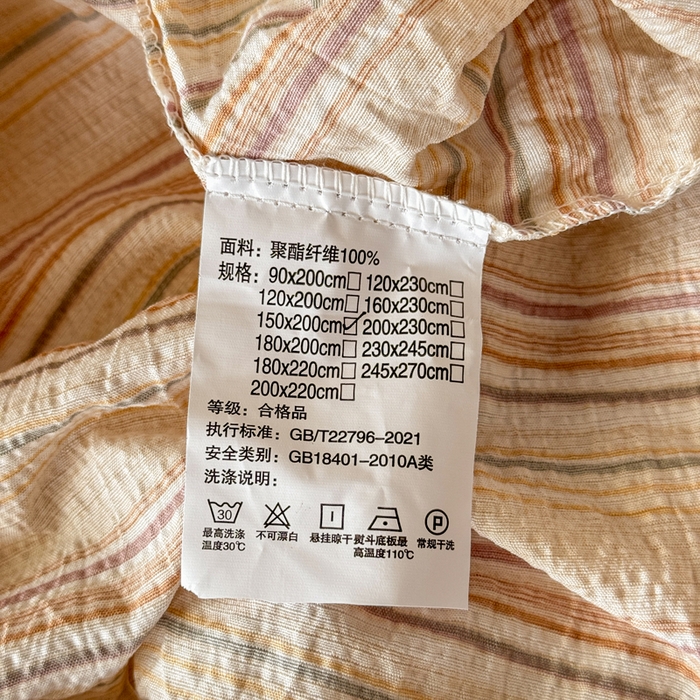 面料：聚酯纤维100%
规格：90x200cm□ 120x230cm□
120x200cm□ 160x230cm□
150x200cm☑ 200x230cm□
180x200cm□ 230x245cm□
180x220cm□ 245x270cm□
200x220cm□
等级：合格品
执行标准：GB/T22796–2021
安全类别：GB18401–2010A类
洗涤说明：
30
P
最高洗涤温度30℃
不可漂白
悬挂晾干
熨斗底板最高温度110℃
常规干洗